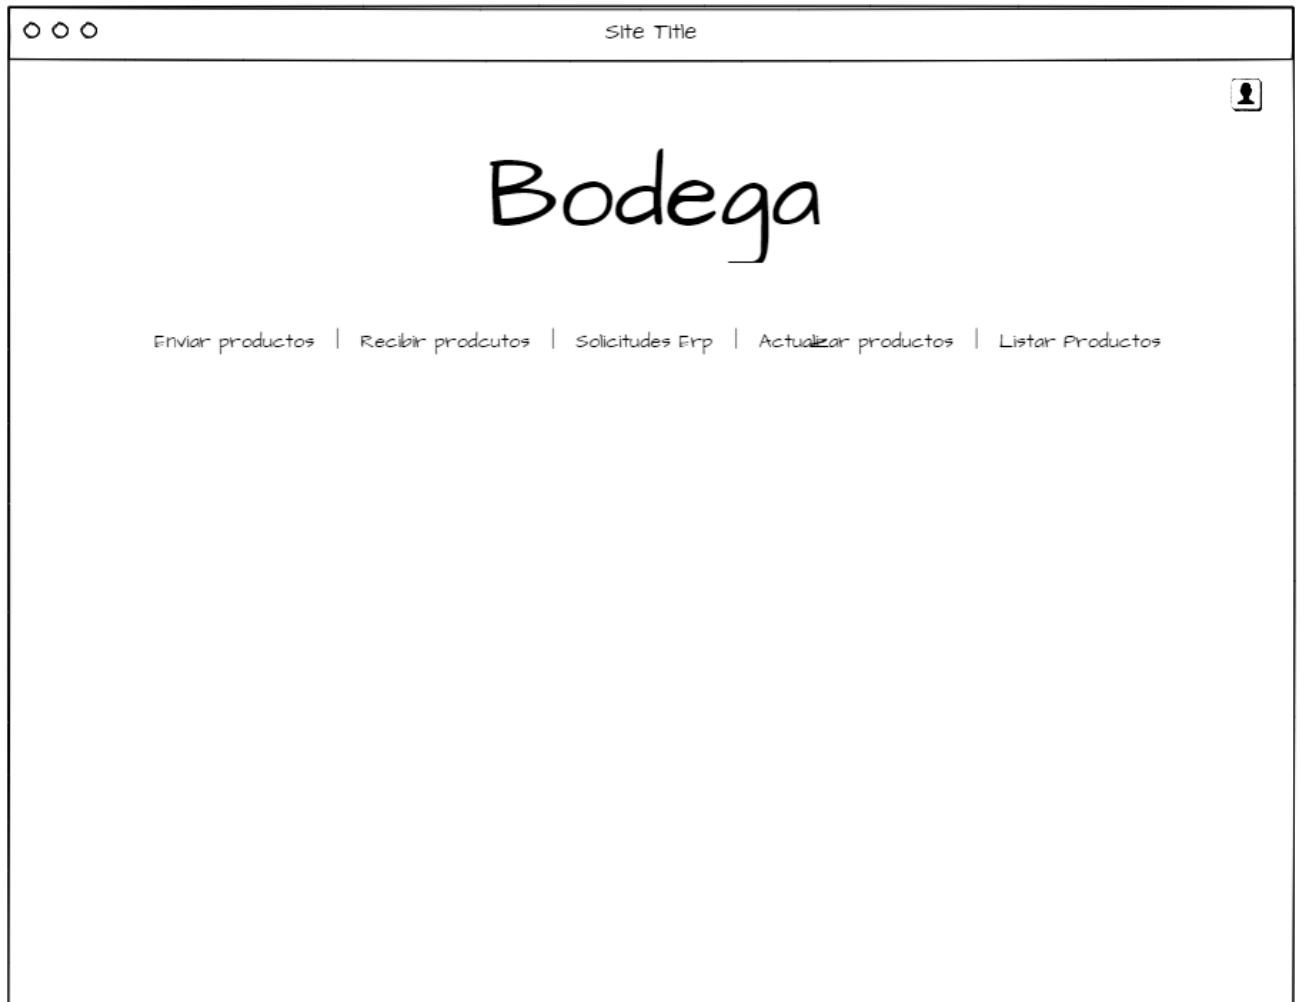 Site Title
Bodega
Enviar productos | Recibir prodcutos | Solicitudes Erp | Actualizar productos | Listar Productos